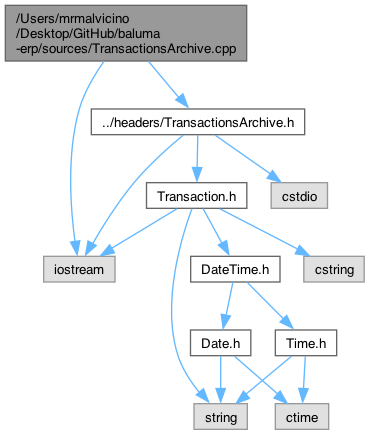 /Users/mrmalvicino
/Desktop/GitHub/baluma
-erp/sources/TransactionsArchive.cpp
../headers/TransactionsArchive.h
Transaction.h
cstdio
iostream
DateTime.h
cstring
Date.h
Time.h
string
ctime